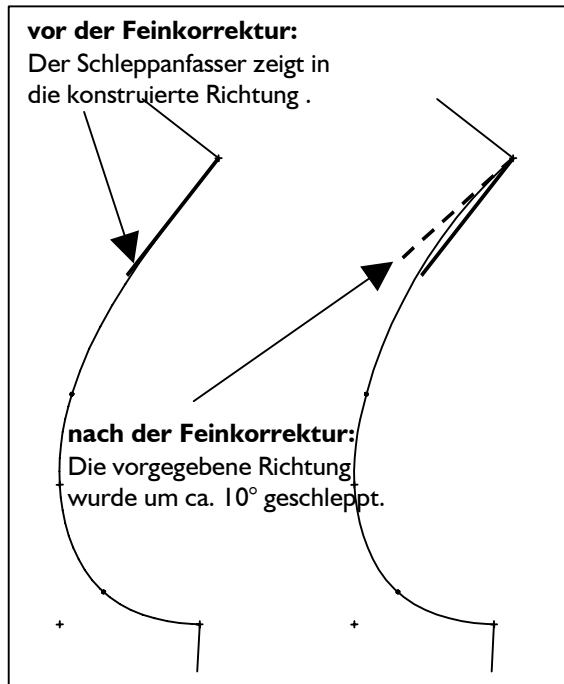 vor der Feinkorrektur:
Der Schleppanfasser zeigt in
die konstruierte Richtung .
nach der Feinkorrektur:
Die vorgegebene Richtung
wurde um ca. 10° geschleppt.